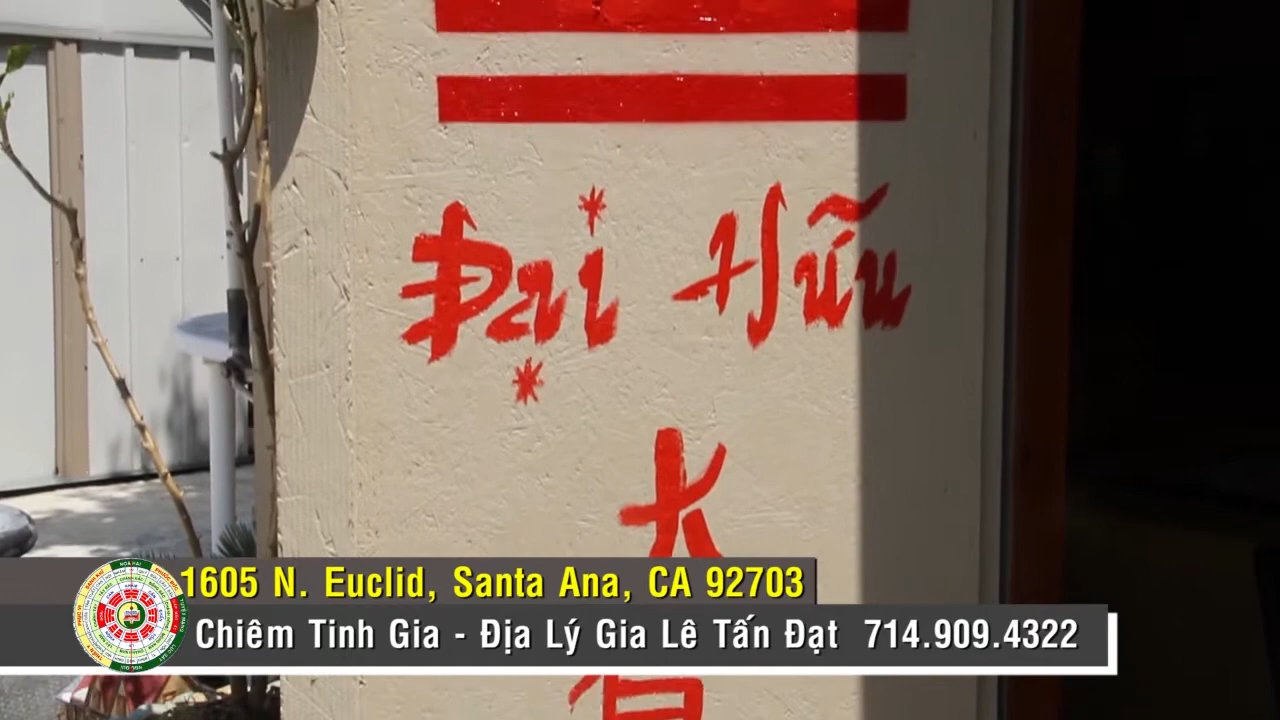 Đại Hữu
大
1605 N. Euclid, Santa Ana, CA 92703
Chiêm Tinh Gia - Địa Lý Gia Lê Tấn Đạt 714.909.4322